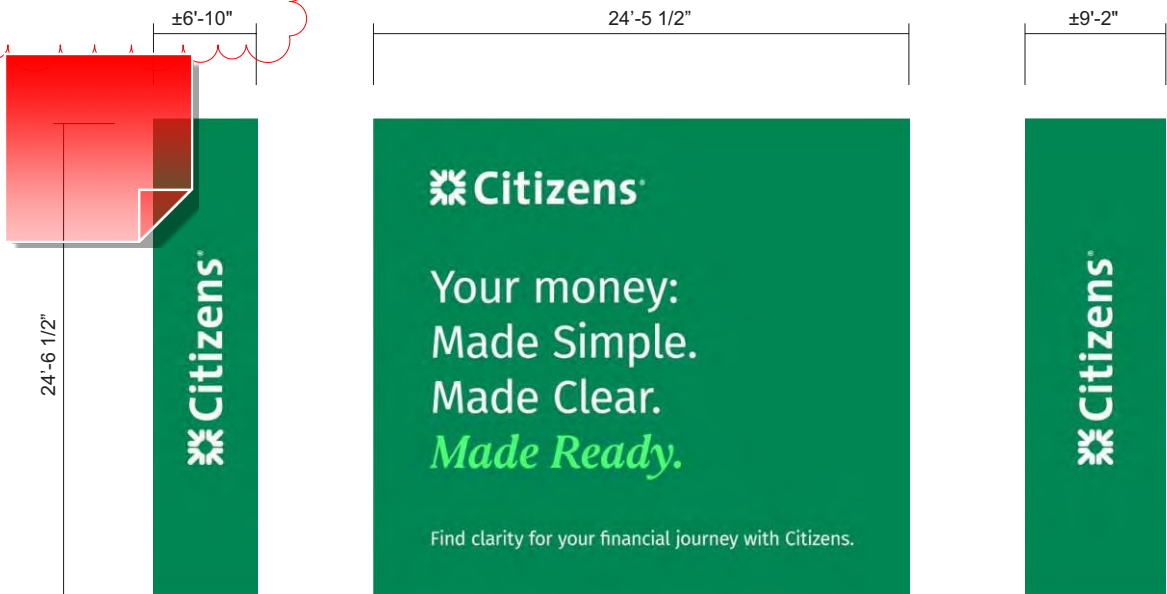 ±6'-10"
24’-5 1/2”
±9'-2"
24’-6 1/2”
Citizens®
Citizens®
Your money:
Made Simple.
Made Clear.
Made Ready.
Find clarity for your financial journey with Citizens.
Citizens®